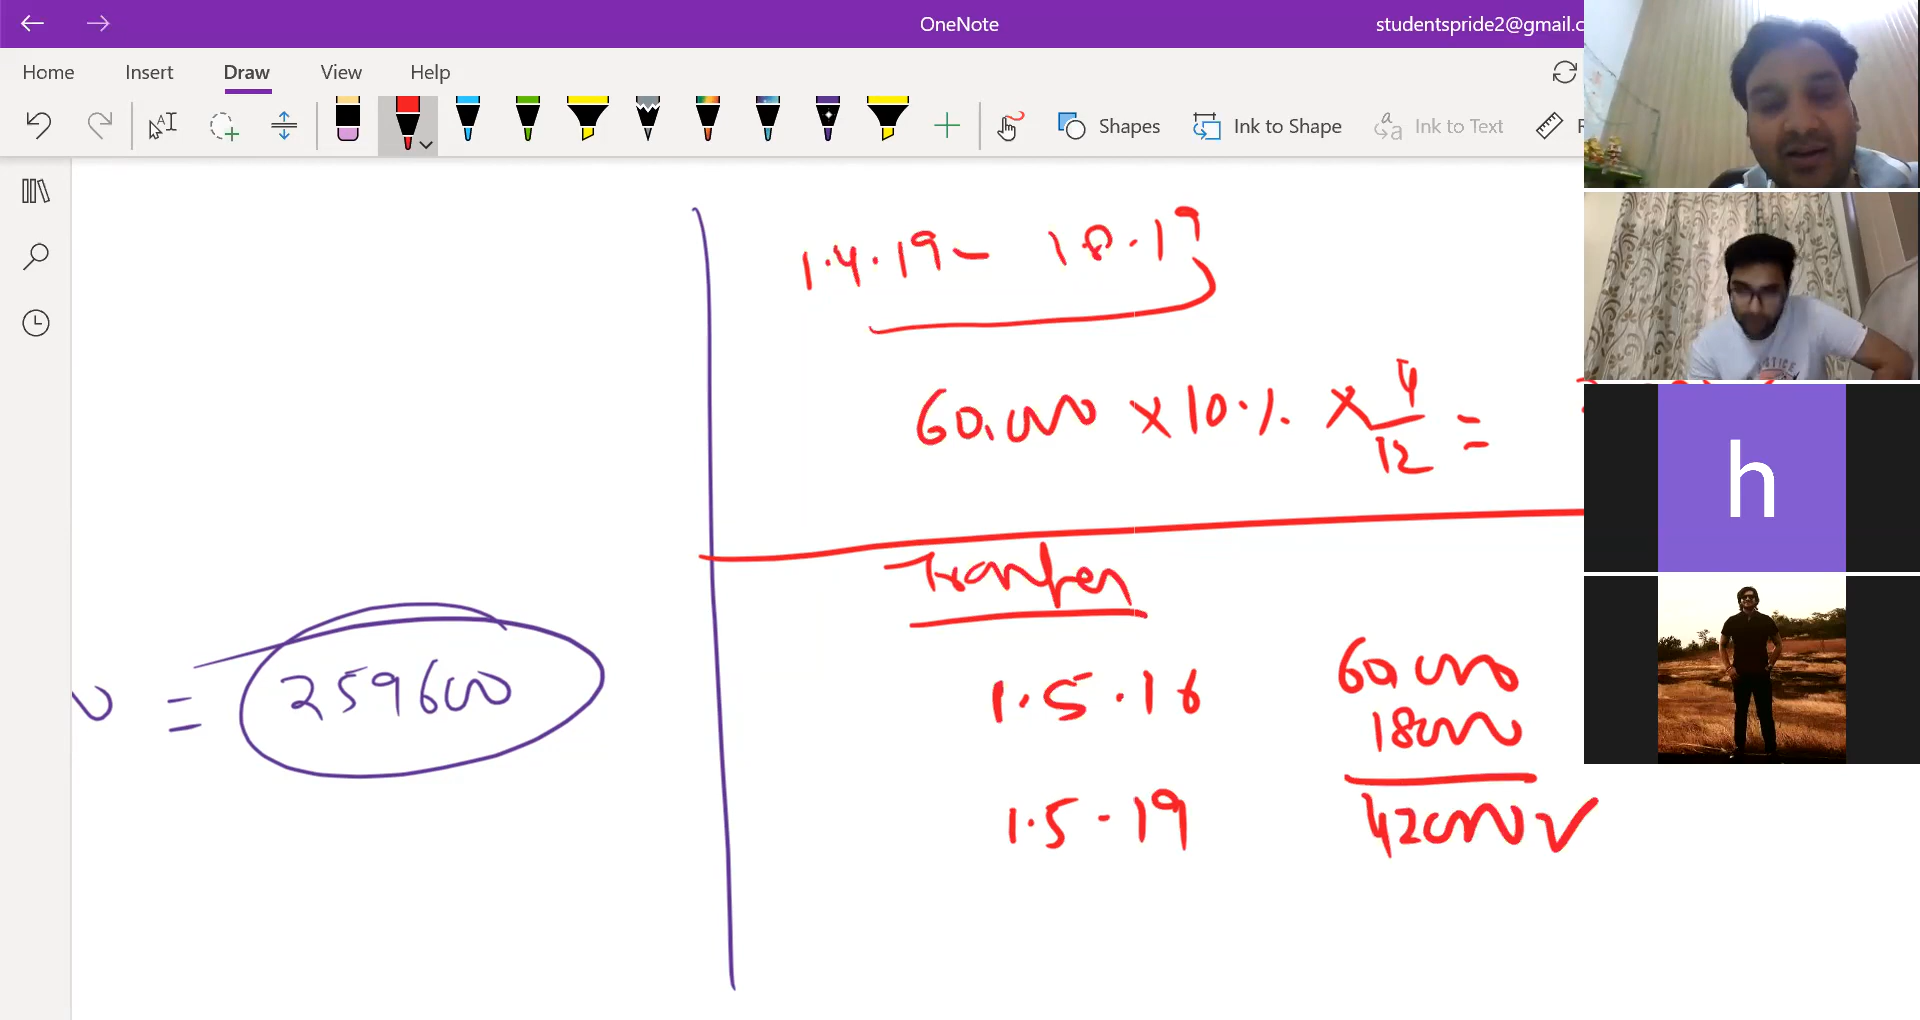 OneNote
studentspride2@gmail.c
Home Insert Draw View Help
Shapes Ink to Shape Ink to Text
1.4.19 - 1.8.19
60,000 × 10.% × 4/12 =
Transfer
1.5.16
60,000
18000
42000 ✓
1.5-19
= 259600
h